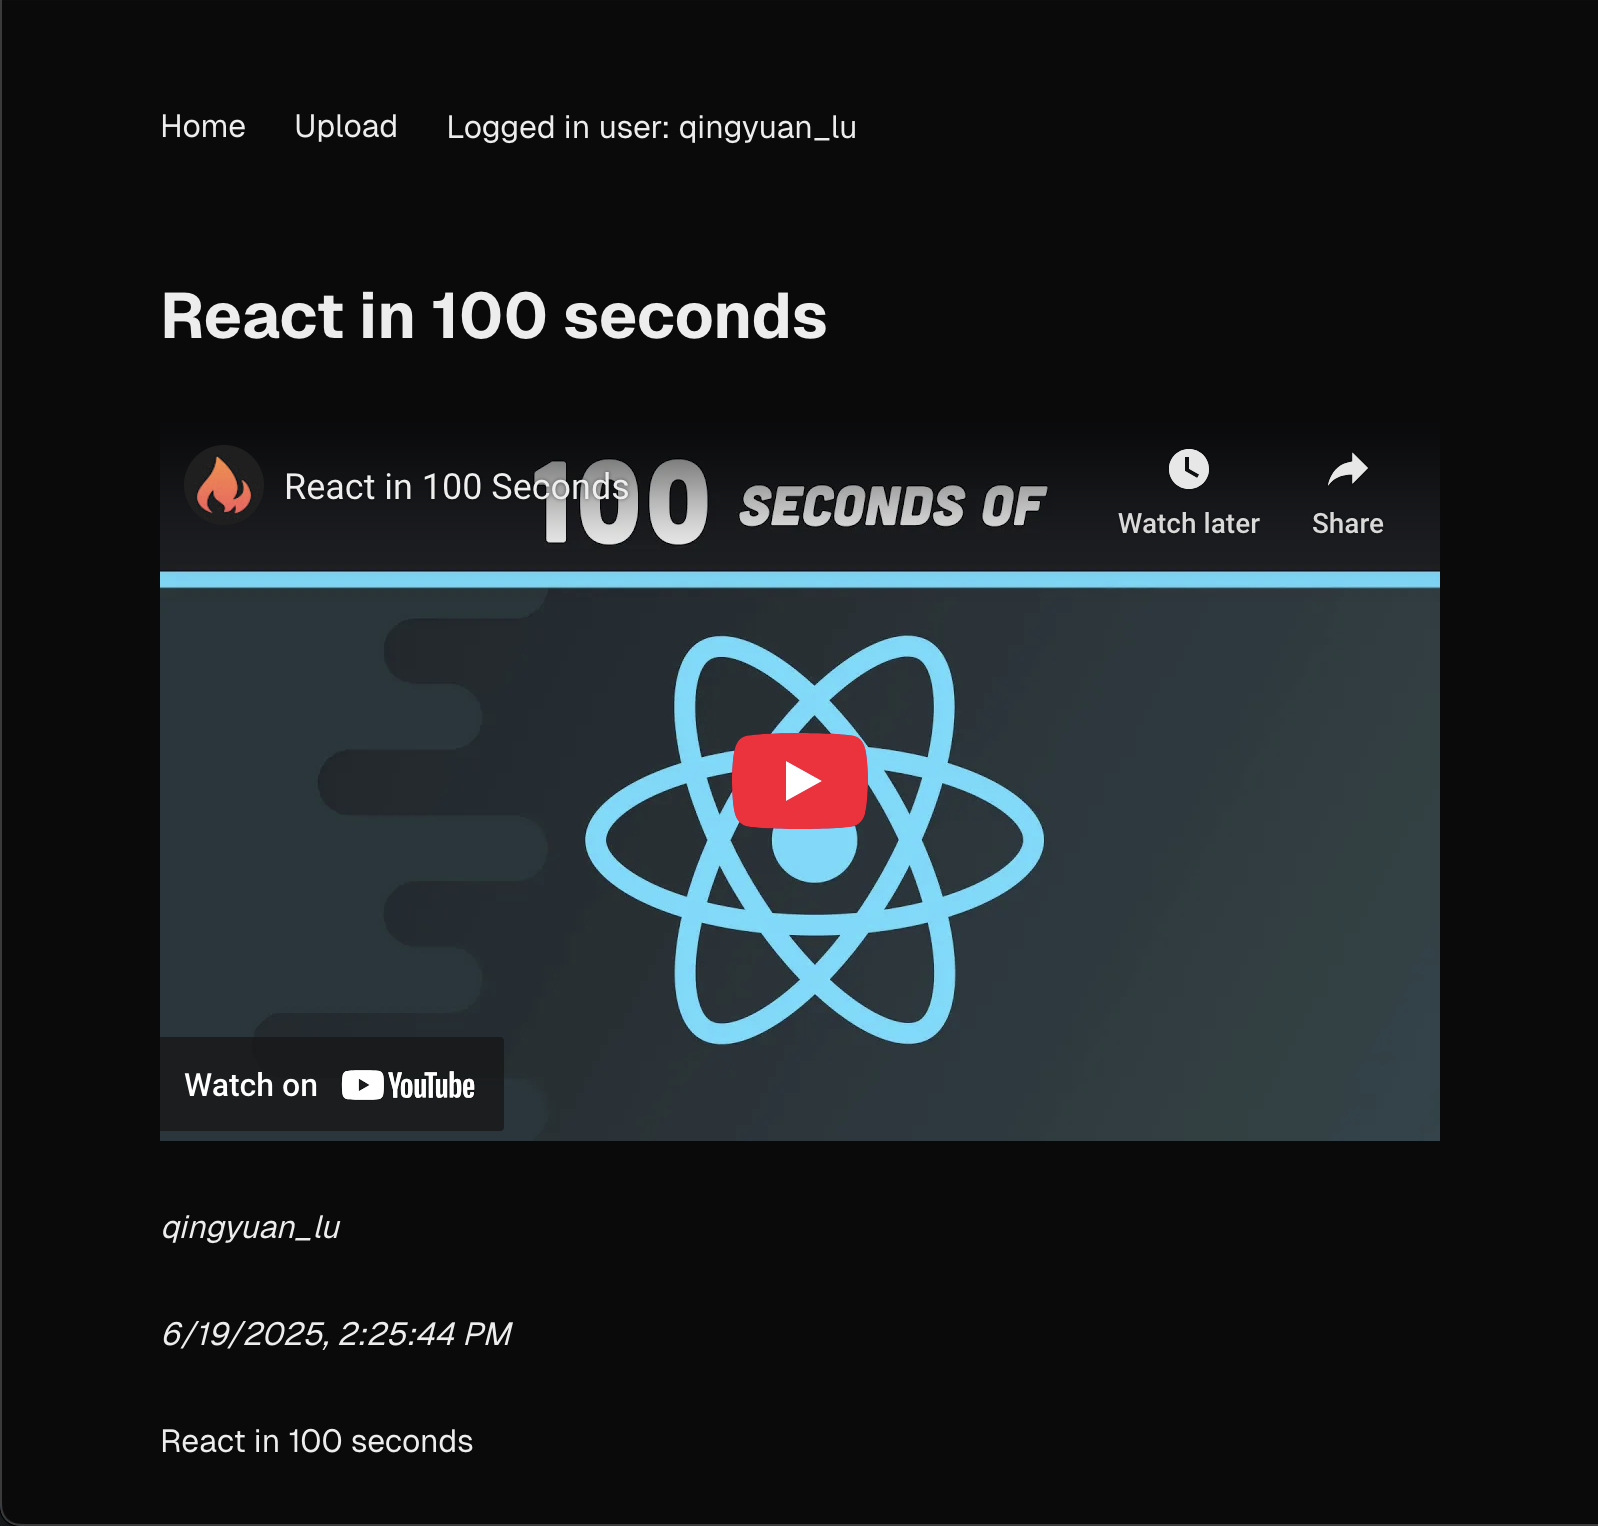 Home Upload Logged in user: qingyuan_lu
React in 100 seconds
React in 100 Seconds
100 SECONDS OF
Watch later Share
Watch on YouTube
qingyuan_lu
6/19/2025, 2:25:44 PM
React in 100 seconds